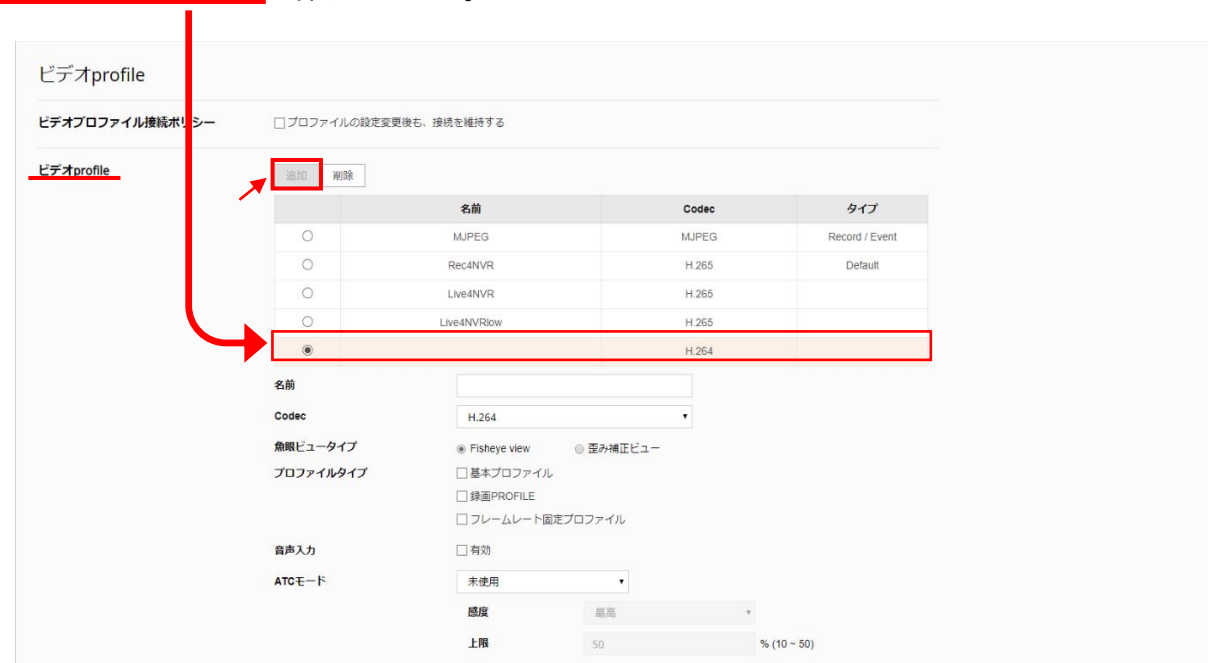 ビデオprofile
ビデオプロファイル接続ポリシー
プロファイルの設定変更後も、接続を維持する
ビデオprofile
追加 削除
名前 Codec タイプ
MJPEG MJPEG Record / Event
Rec4NVR H.265 Default
Live4NVR H.265
Live4NVRlow H.265
H.264
名前
Codec H.264
魚眼ビュータイプ Fisheye view 歪み補正ビュー
プロファイルタイプ 基本プロファイル
録画PROFILE
フレームレート固定プロファイル
音声入力 有効
ATCモード 未使用
感度 最高
上限 50 % (10 ~ 50)